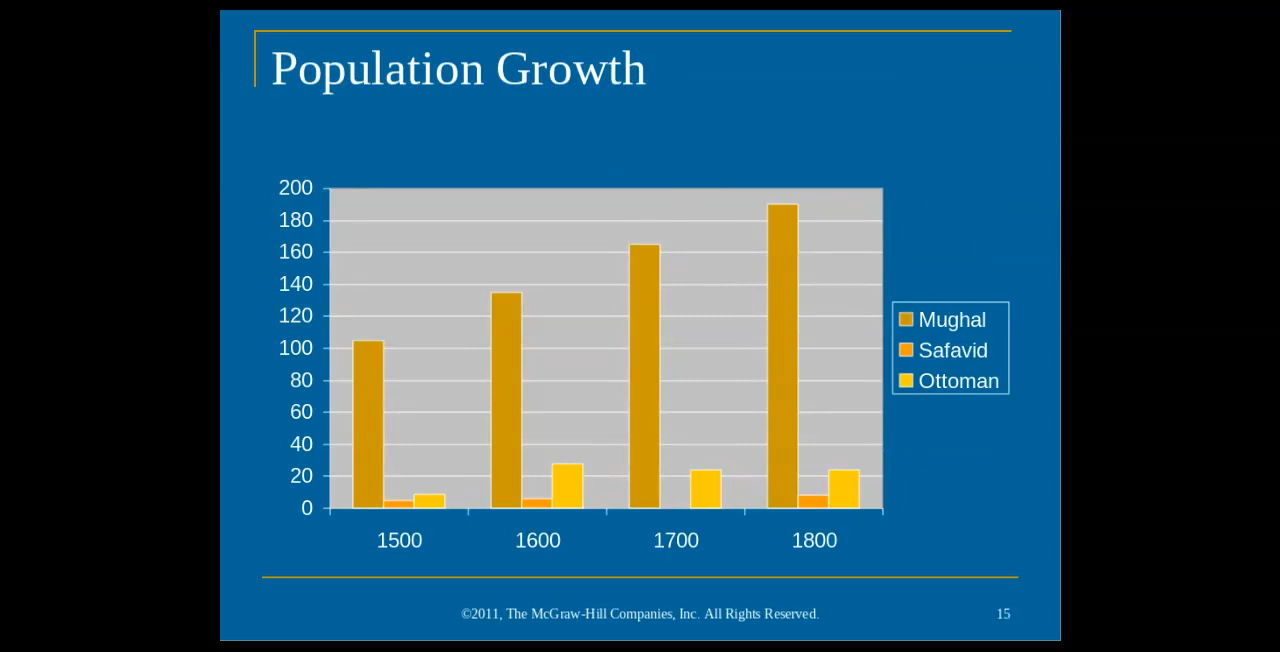 Population Growth
200
180
160
140
120
100
80
60
40
20
0
1500 1600 1700 1800
Mughal
Safavid
Ottoman
©2011, The McGraw-Hill Companies, Inc. All Rights Reserved. 15